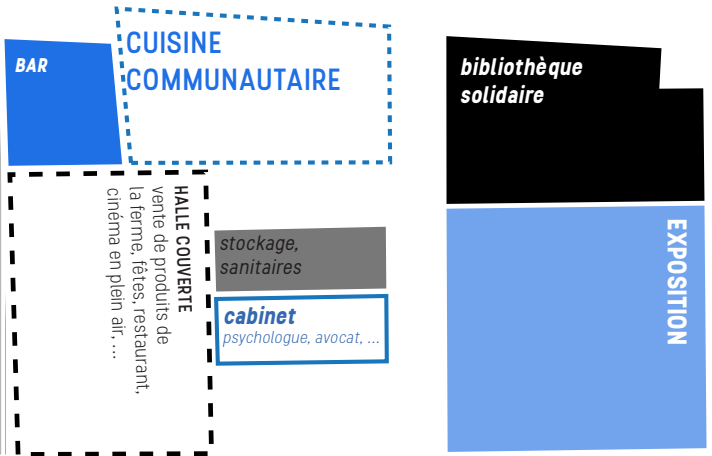 BAR
CUISINE
COMMUNAUTAIRE
bibliothèque
solidaire
HALLE COUVERTE
vente de produits de
la ferme, fêtes, restaurant,
cinéma en plein air, ...
stockage,
sanitaires
cabinet
psychologue, avocat, ...
EXPOSITION